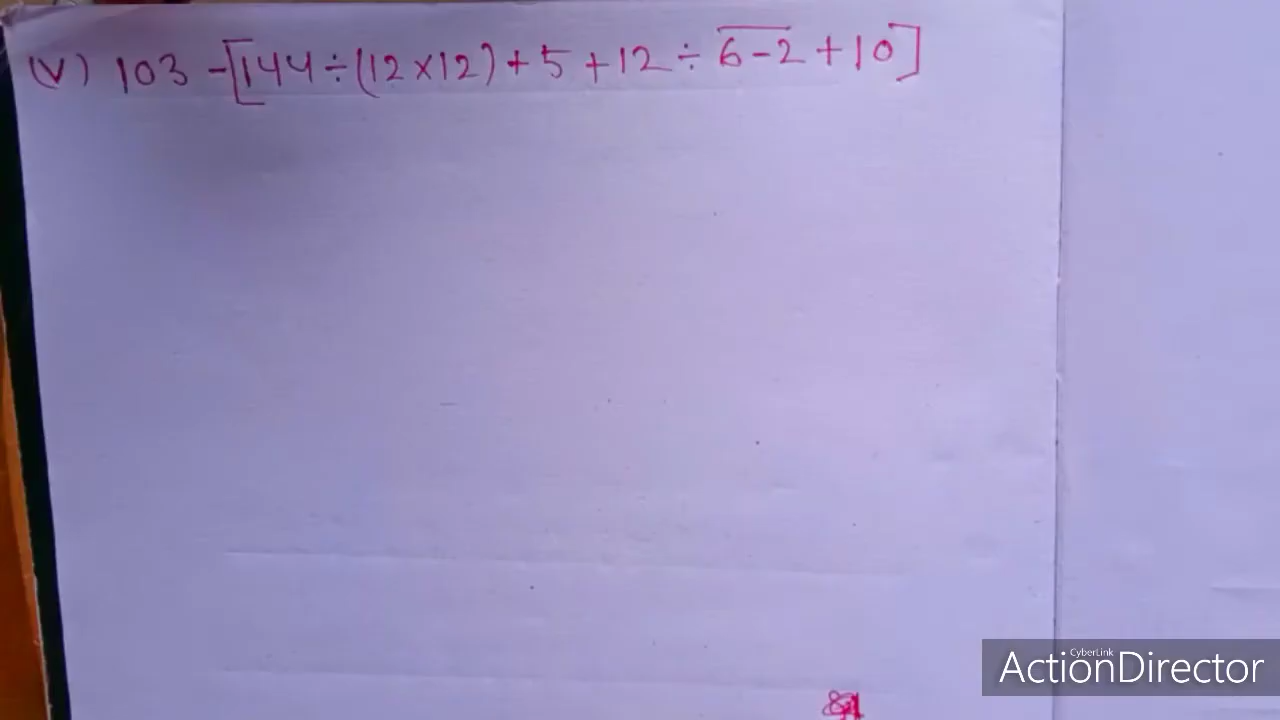 (V) 103 -[144÷(12×12)+5+12÷ 6̅ ̅-̅ ̅2̅ +10]
CyberLink
ActionDirector